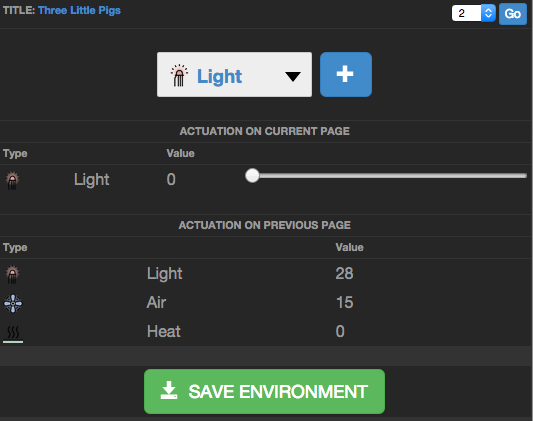 TITLE: Three Little Pigs 2 Go
Light
ACTUATION ON CURRENT PAGE
Type Value
Light 0
ACTUATION ON PREVIOUS PAGE
Type Value
Light 28
Air 15
Heat 0
SAVE ENVIRONMENT